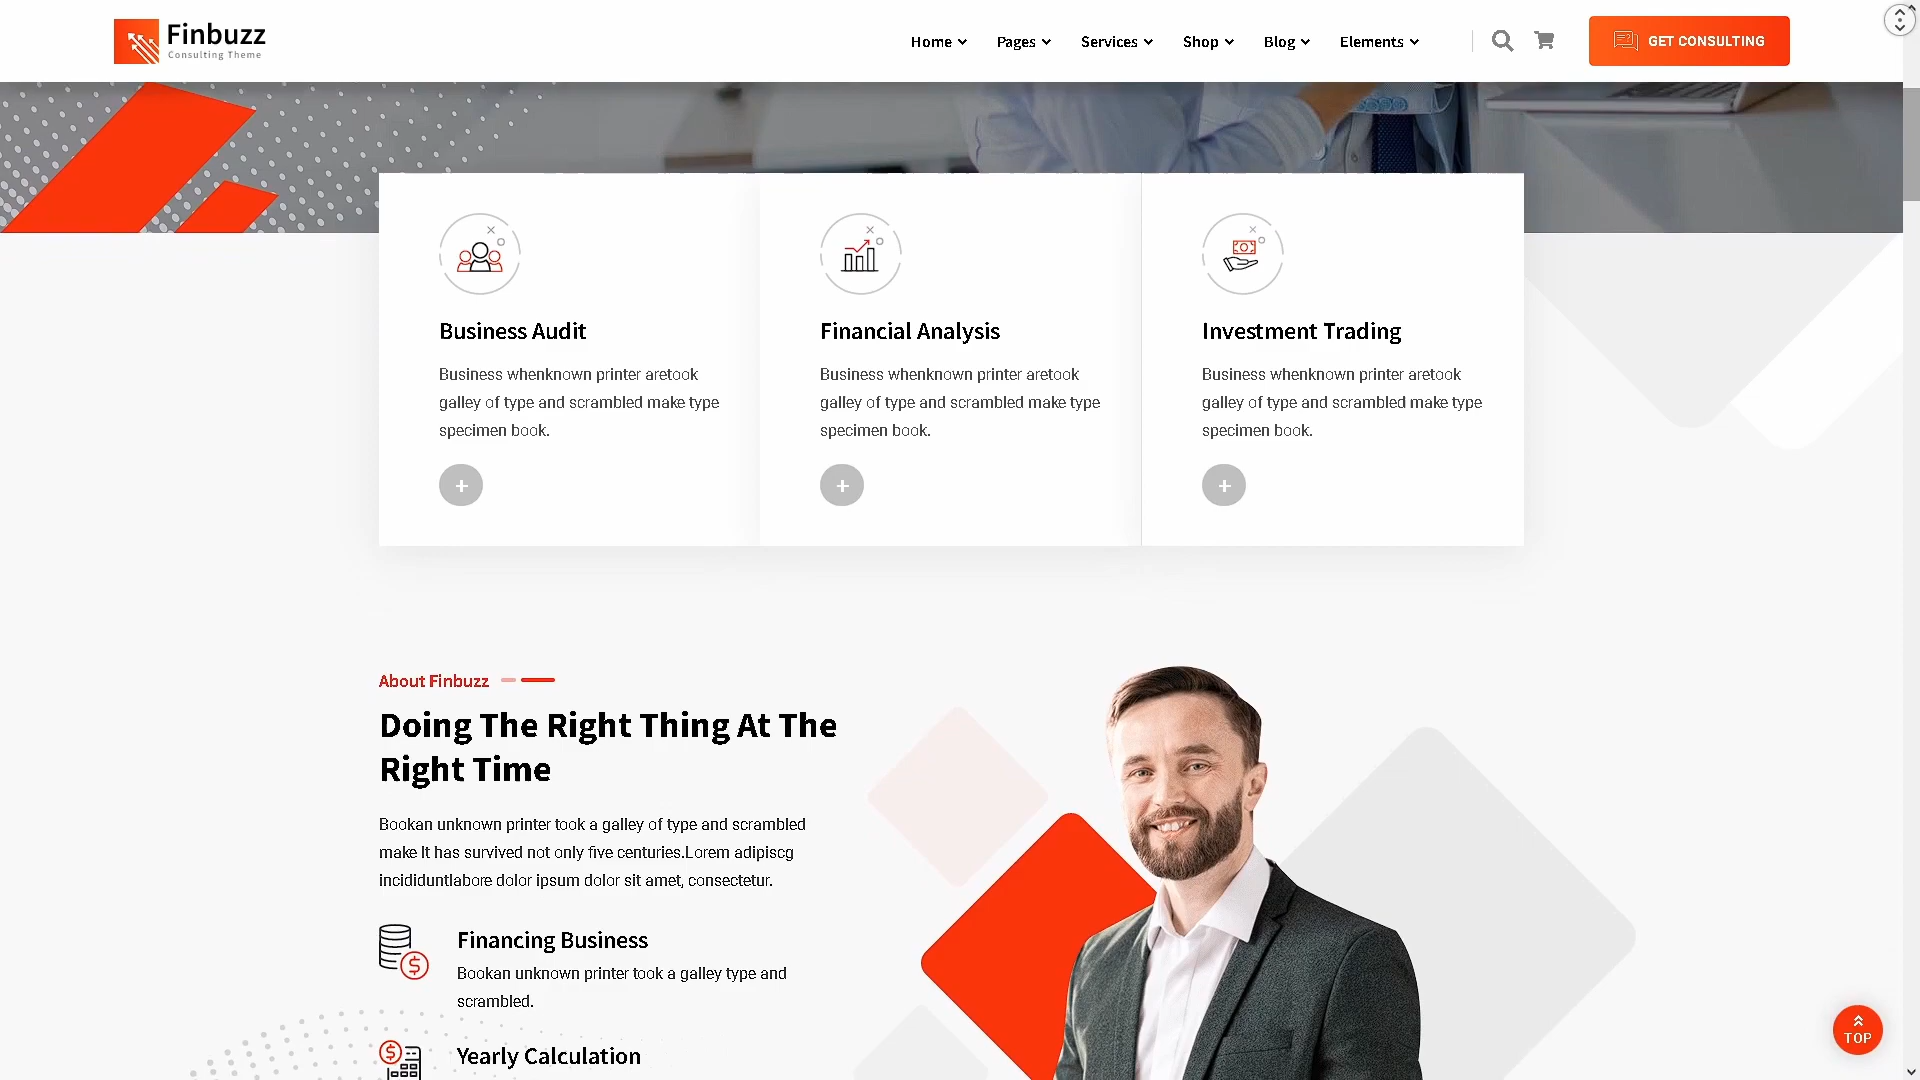 Finbuzz
Consulting Theme
Home
Pages
Services
Shop
Blog
Elements
GET CONSULTING
Business Audit
Business whenknown printer aretook
galley of type and scrambled make type
specimen book.
+
Financial Analysis
Business whenknown printer aretook
galley of type and scrambled make type
specimen book.
+
Investment Trading
Business whenknown printer aretook
galley of type and scrambled make type
specimen book.
+
About Finbuzz
Doing The Right Thing At The
Right Time
Bookan unknown printer took a galley of type and scrambled
make It has survived not only five centuries.Lorem adipiscg
incididuntlabore dolor ipsum dolor sit amet, consectetur.
Financing Business
Bookan unknown printer took a galley type and
scrambled.
Yearly Calculation
TOP